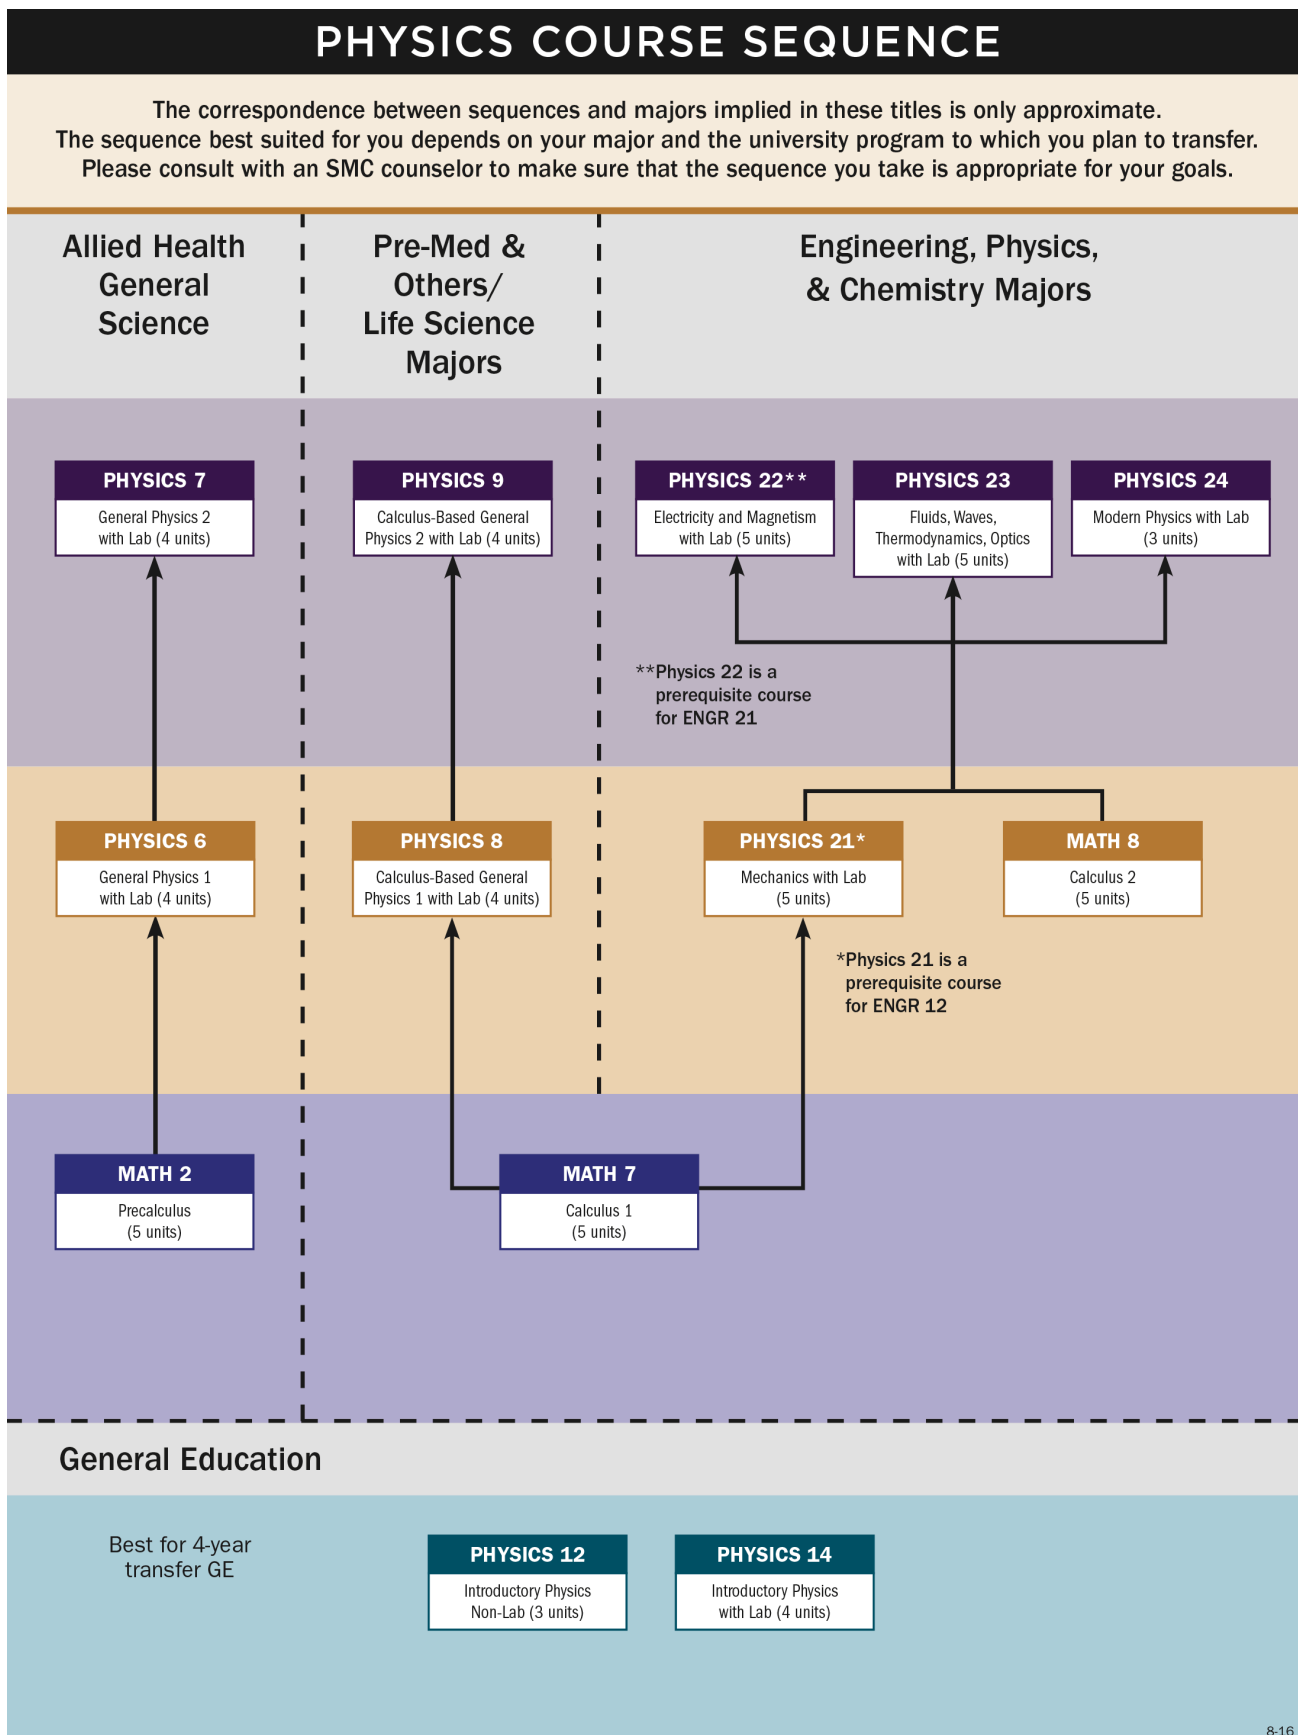 PHYSICS COURSE SEQUENCE
The correspondence between sequences and majors implied in these titles is only approximate.
The sequence best suited for you depends on your major and the university program to which you plan to transfer.
Please consult with an SMC counselor to make sure that the sequence you take is appropriate for your goals.
Allied Health
General
Science
Pre-Med &
Others/
Life Science
Majors
Engineering, Physics,
& Chemistry Majors
PHYSICS 7
General Physics 2
with Lab (4 units)
PHYSICS 9
Calculus-Based General
Physics 2 with Lab (4 units)
PHYSICS 22**
Electricity and Magnetism
with Lab (5 units)
PHYSICS 23
Fluids, Waves,
Thermodynamics, Optics
with Lab (5 units)
PHYSICS 24
Modern Physics with Lab
(3 units)
**Physics 22 is a
prerequisite course
for ENGR 21
PHYSICS 6
General Physics 1
with Lab (4 units)
PHYSICS 8
Calculus-Based General
Physics 1 with Lab (4 units)
PHYSICS 21*
Mechanics with Lab
(5 units)
MATH 8
Calculus 2
(5 units)
*Physics 21 is a
prerequisite course
for ENGR 12
MATH 2
Precalculus
(5 units)
MATH 7
Calculus 1
(5 units)
General Education
Best for 4-year
transfer GE
PHYSICS 12
Introductory Physics
Non-Lab (3 units)
PHYSICS 14
Introductory Physics
with Lab (4 units)
8-16